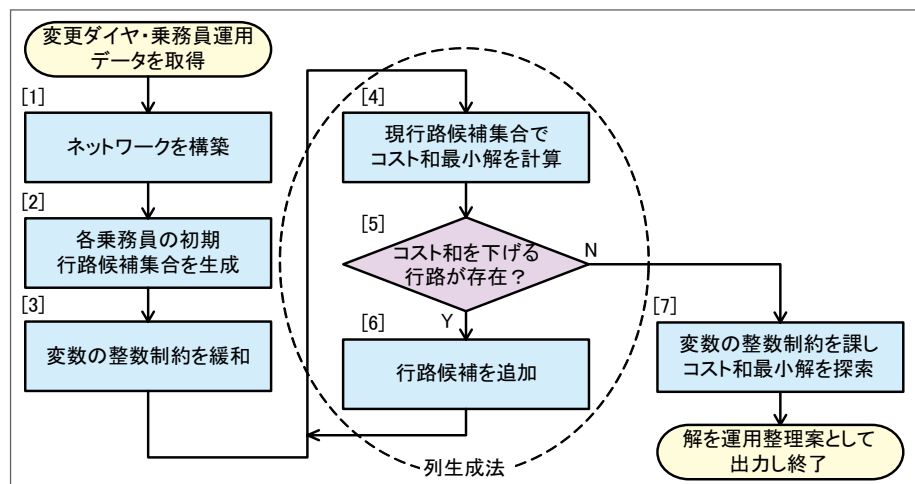 変更ダイヤ・乗務員運用
データを取得
[1]
ネットワークを構築
[2]
各乗務員の初期
行路候補集合を生成
[3]
変数の整数制約を緩和
[4]
現行路候補集合で
コスト和最小解を計算
[5]
コスト和を下げる
行路が存在？
N
Y
[6]
行路候補を追加
列生成法
[7]
変数の整数制約を課し
コスト和最小解を探索
解を運用整理案として
出力し終了